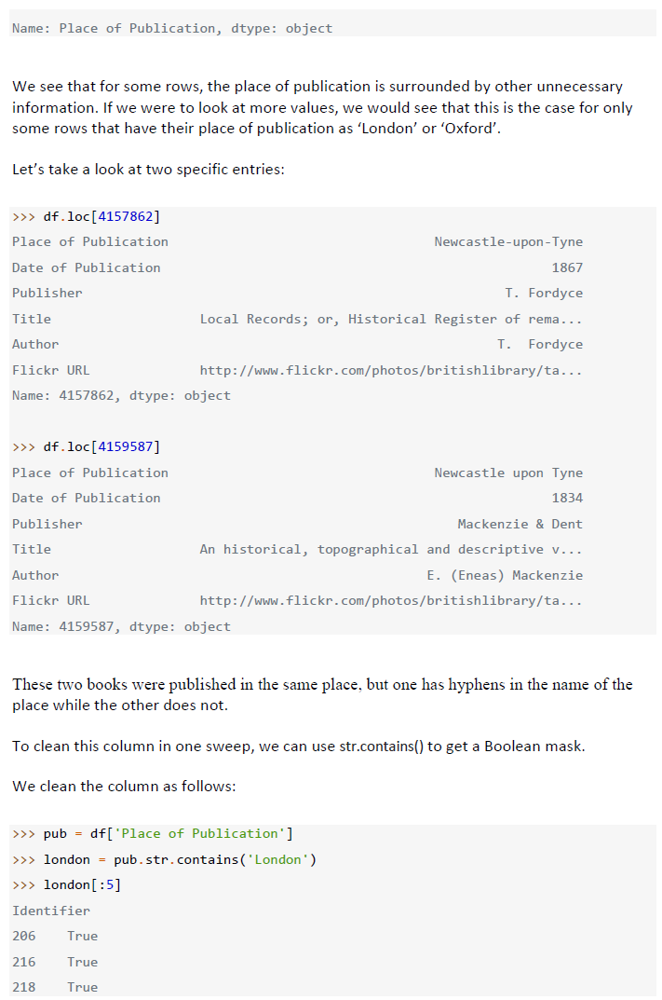 Name: Place of Publication, dtype: object
We see that for some rows, the place of publication is surrounded by other unnecessary
information. If we were to look at more values, we would see that this is the case for only
some rows that have their place of publication as ‘London’ or ‘Oxford’.
Let’s take a look at two specific entries:
>>> df.loc[4157862]
Place of Publication                                  Newcastle-upon-Tyne
Date of Publication                                                  1867
Publisher                                                      T. Fordyce
Title                   Local Records; or, Historical Register of rema...
Author                                                        T.  Fordyce
Flickr URL              http://www.flickr.com/photos/britishlibrary/ta...
Name: 4157862, dtype: object
>>> df.loc[4159587]
Place of Publication                                  Newcastle upon Tyne
Date of Publication                                                  1834
Publisher                                                Mackenzie & Dent
Title                   An historical, topographical and descriptive v...
Author                                               E. (Eneas) Mackenzie
Flickr URL              http://www.flickr.com/photos/britishlibrary/ta...
Name: 4159587, dtype: object
These two books were published in the same place, but one has hyphens in the name of the
place while the other does not.
To clean this column in one sweep, we can use str.contains() to get a Boolean mask.
We clean the column as follows:
>>> pub = df['Place of Publication']
>>> london = pub.str.contains('London')
>>> london[:5]
Identifier
206    True
216    True
218    True